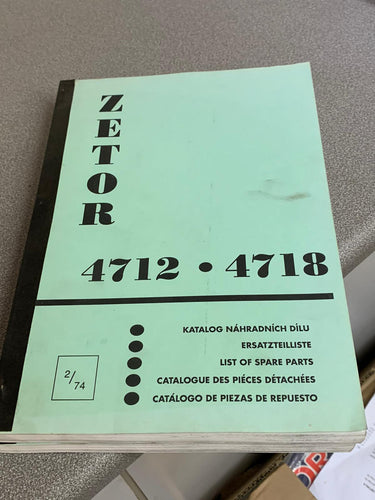 ZETOR
4712 • 4718
KATALOG NÁHRADNÍCH DÍLU
ERSATZTEILLISTE
LIST OF SPARE PARTS
CATALOGUE DES PIÉCES DÉTACHÉES
CATÁLOGO DE PIEZAS DE REPUESTO
2/74